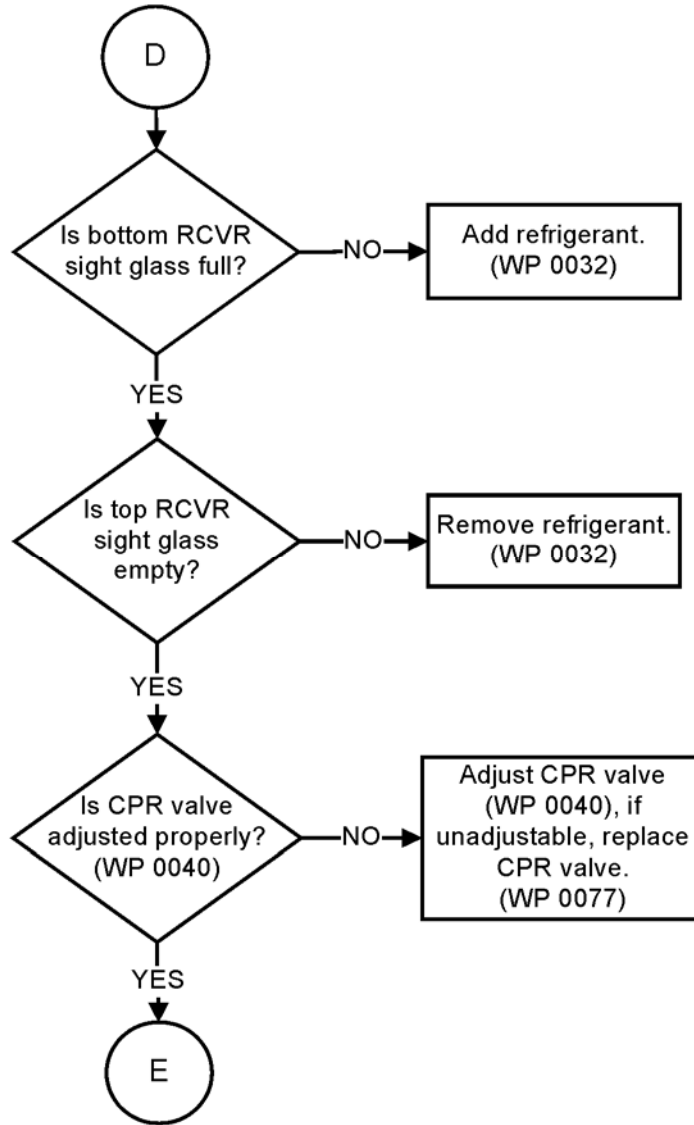 D
Is bottom RCVR
sight glass full?
NO
Add refrigerant.
(WP 0032)
YES
Is top RCVR
sight glass
empty?
NO
Remove refrigerant.
(WP 0032)
YES
Is CPR valve
adjusted properly?
(WP 0040)
NO
Adjust CPR valve
(WP 0040), if
unadjustable, replace
CPR valve.
(WP 0077)
YES
E